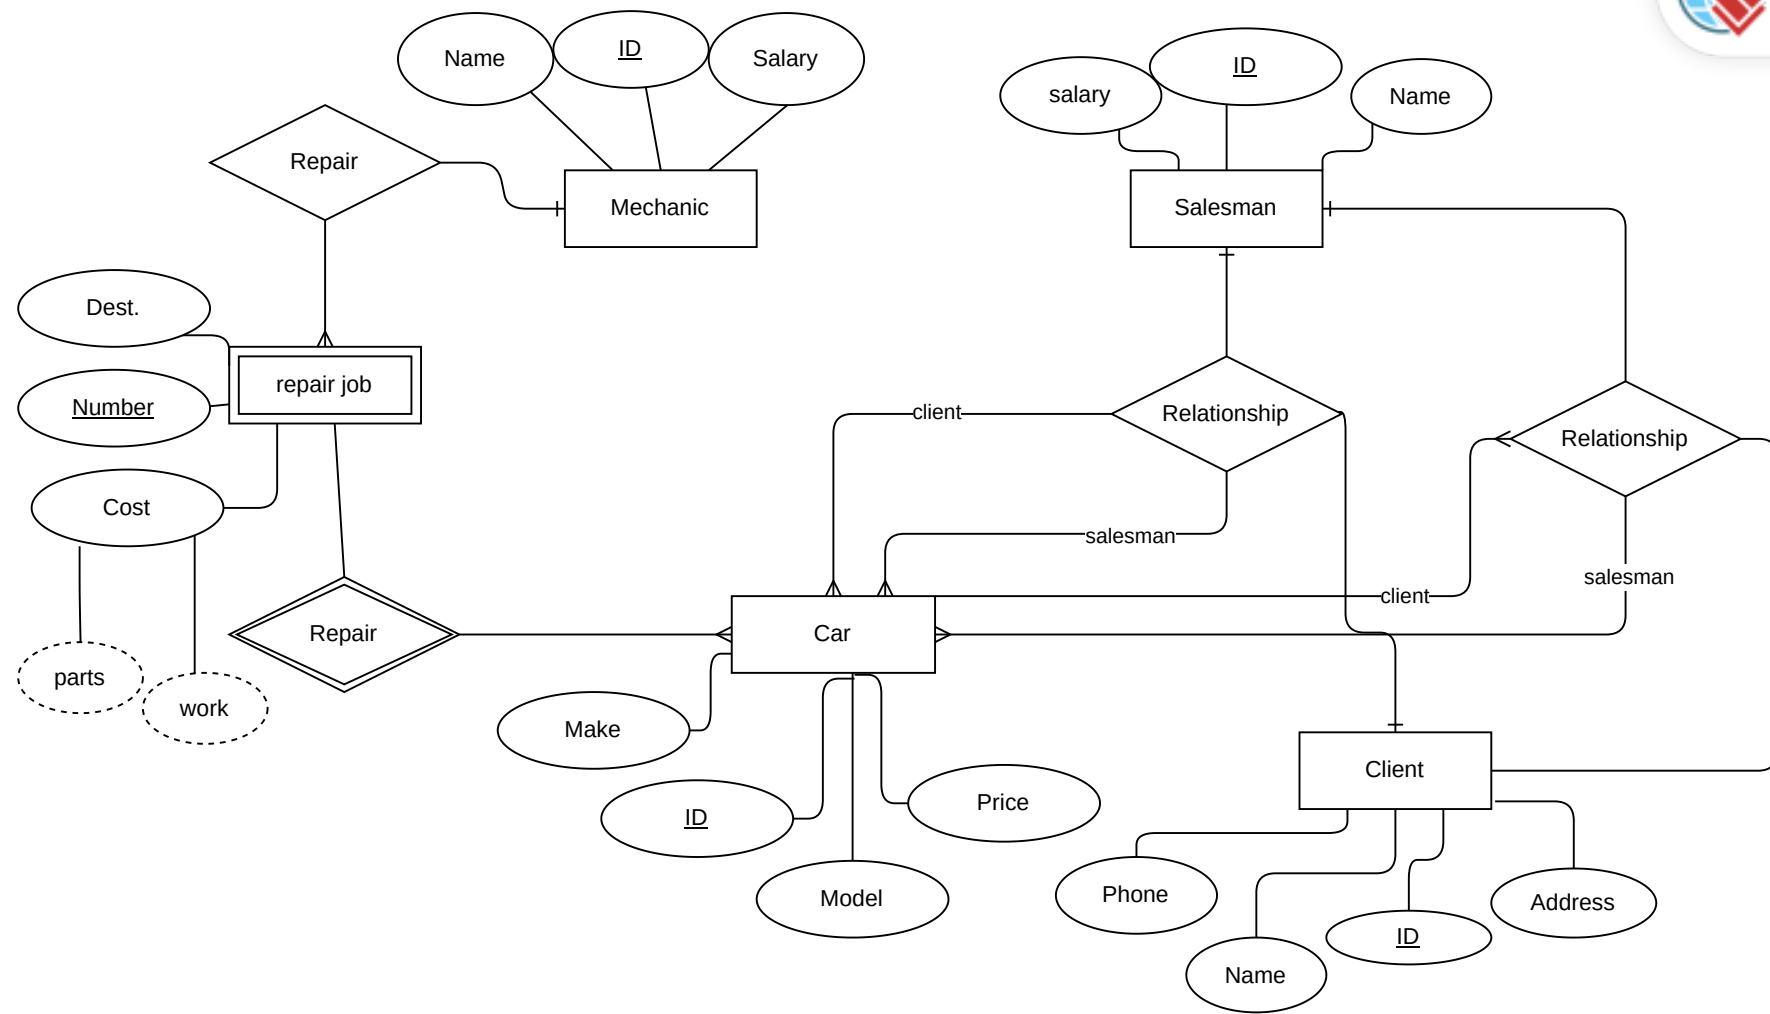 Name
ID
Salary
salary
ID
Name
Repair
Mechanic
Salesman
Dest.
repair job
Number
client
Relationship
Relationship
Cost
salesman
salesman
client
Repair
Car
parts
work
Make
Client
ID
Price
Model
Phone
Address
ID
Name